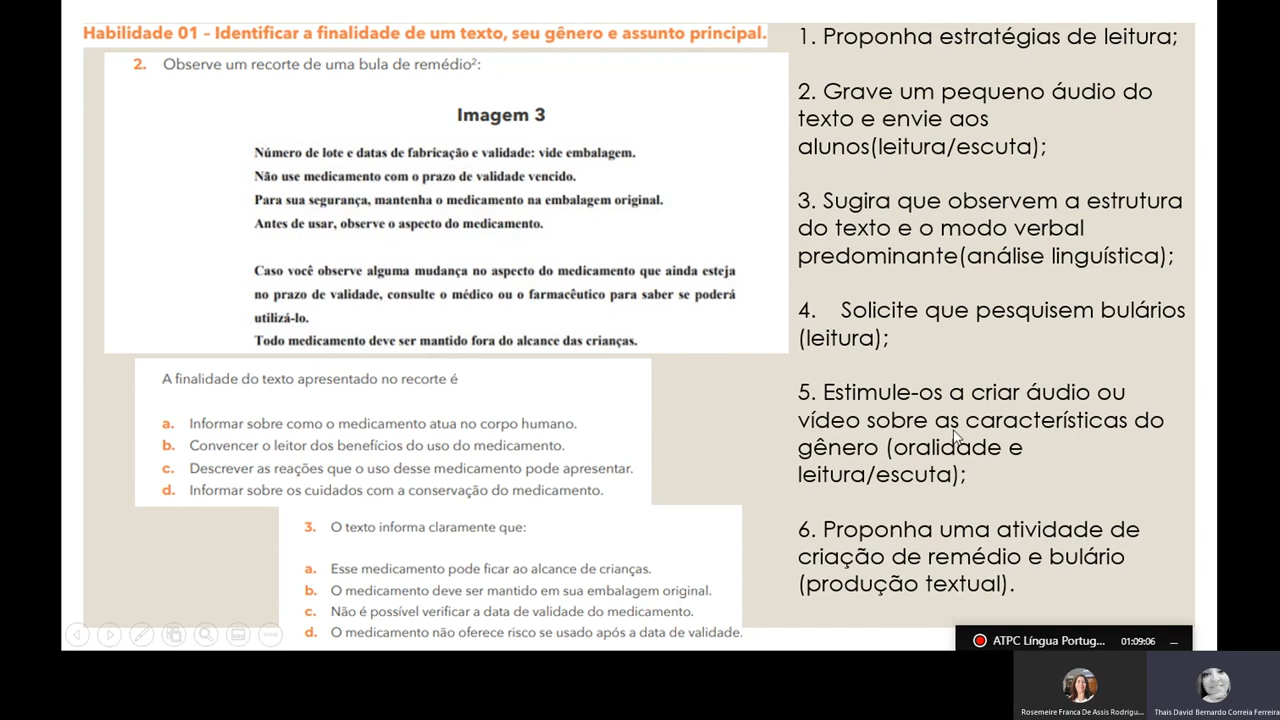 Habilidade 01 – Identificar a finalidade de um texto, seu gênero e assunto principal.
2. Observe um recorte de uma bula de remédio²:
Imagem 3
Número de lote e datas de fabricação e validade: vide embalagem.
Não use medicamento com o prazo de validade vencido.
Para sua segurança, mantenha o medicamento na embalagem original.
Antes de usar, observe o aspecto do medicamento.
Caso você observe alguma mudança no aspecto do medicamento que ainda esteja
no prazo de validade, consulte o médico ou o farmacêutico para saber se poderá
utilizá-lo.
Todo medicamento deve ser mantido fora do alcance das crianças.
A finalidade do texto apresentado no recorte é
a. Informar sobre como o medicamento atua no corpo humano.
b. Convencer o leitor dos benefícios do uso do medicamento.
c. Descrever as reações que o uso desse medicamento pode apresentar.
d. Informar sobre os cuidados com a conservação do medicamento.
3. O texto informa claramente que:
a. Esse medicamento pode ficar ao alcance de crianças.
b. O medicamento deve ser mantido em sua embalagem original.
c. Não é possível verificar a data de validade do medicamento.
d. O medicamento não oferece risco se usado após a data de validade.
1. Proponha estratégias de leitura;
2. Grave um pequeno áudio do
texto e envie aos
alunos(leitura/escuta);
3. Sugira que observem a estrutura
do texto e o modo verbal
predominante(análise linguística);
4. Solicite que pesquisem bulários
(leitura);
5. Estimule-os a criar áudio ou
vídeo sobre as características do
gênero (oralidade e
leitura/escuta);
6. Proponha uma atividade de
criação de remédio e bulário
(produção textual).
ATPC Língua Portug... 01:09:06
Rosemeire Franca De Assis Rodrigu...
Thais David Bernardo Correia Ferreira